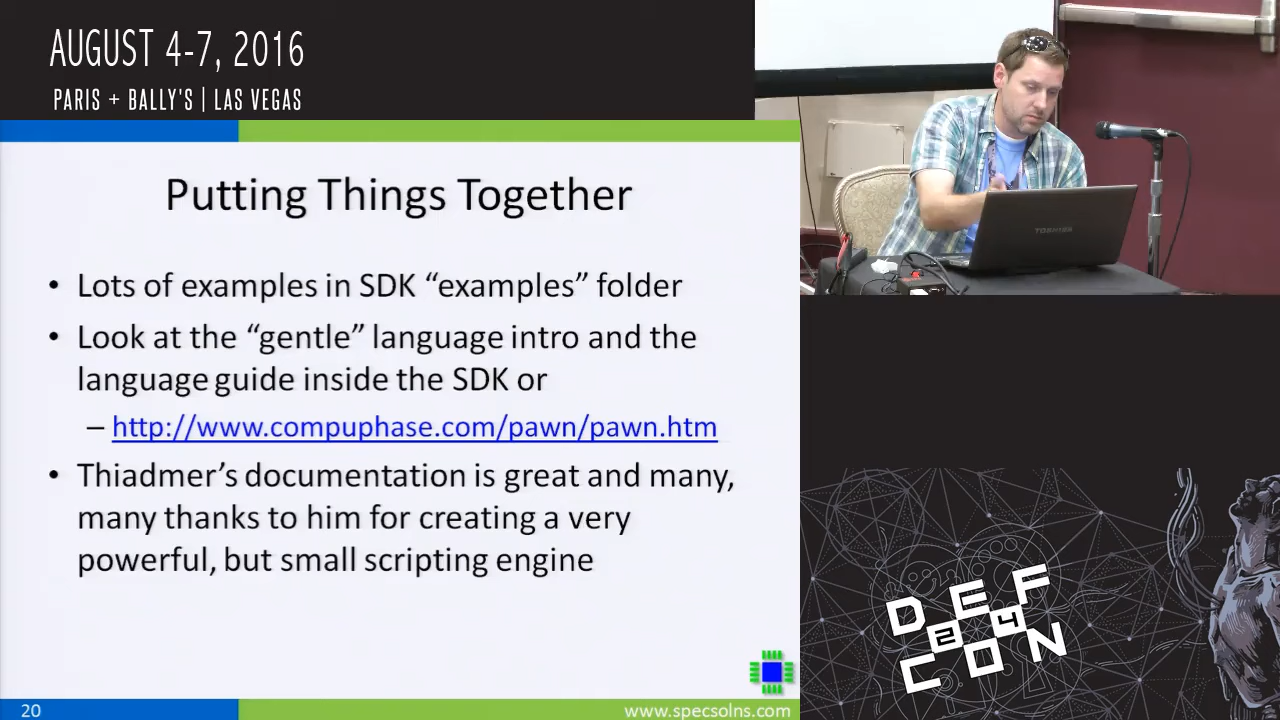 AUGUST 4-7, 2016
PARIS + BALLY'S | LAS VEGAS
Putting Things Together
• Lots of examples in SDK “examples” folder
• Look at the “gentle” language intro and the
language guide inside the SDK or
– http://www.compuphase.com/pawn/pawn.htm
• Thiadmer’s documentation is great and many,
many thanks to him for creating a very
powerful, but small scripting engine
20
www.specsolns.com
TOSHIBA
DEF
24
CON